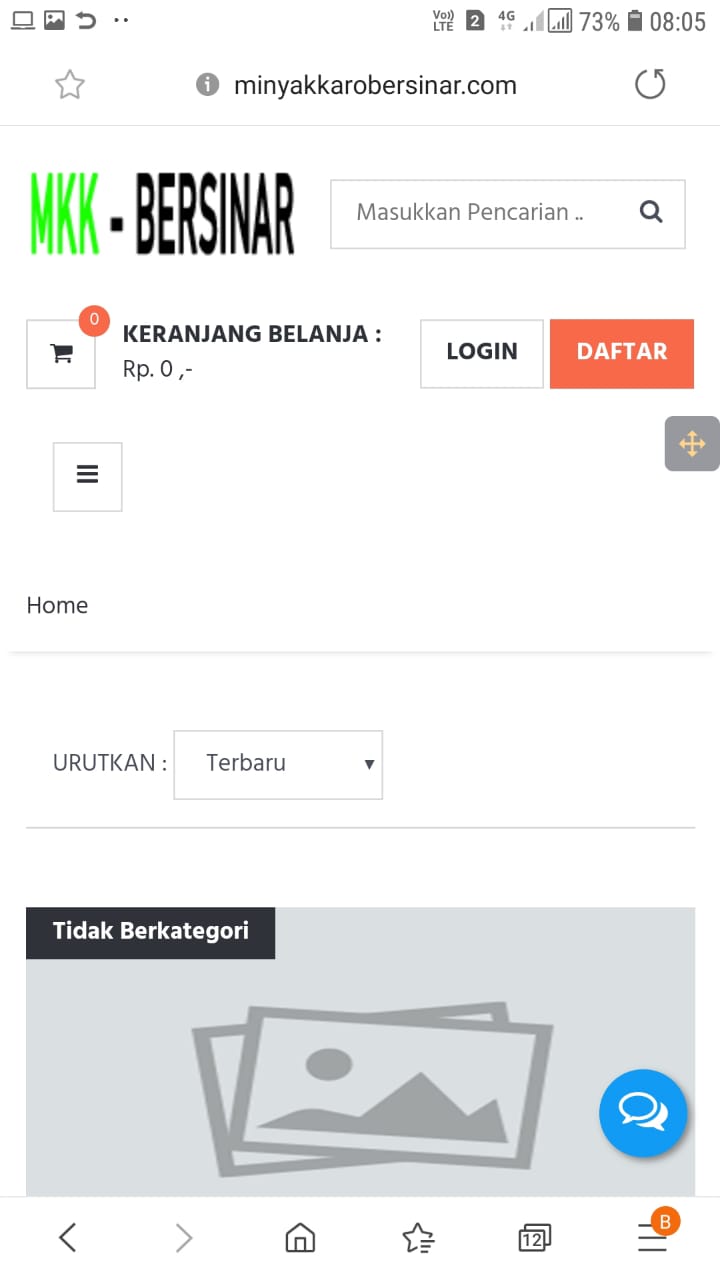 Vo)) LTE 2 4G 73% 08:05
minyakkarobersinar.com
MKK - BERSINAR
Masukkan Pencarian ..
0
KERANJANG BELANJA :
Rp. 0 ,-
LOGIN
DAFTAR
Home
URUTKAN : Terbaru
Tidak Berkategori
12
B